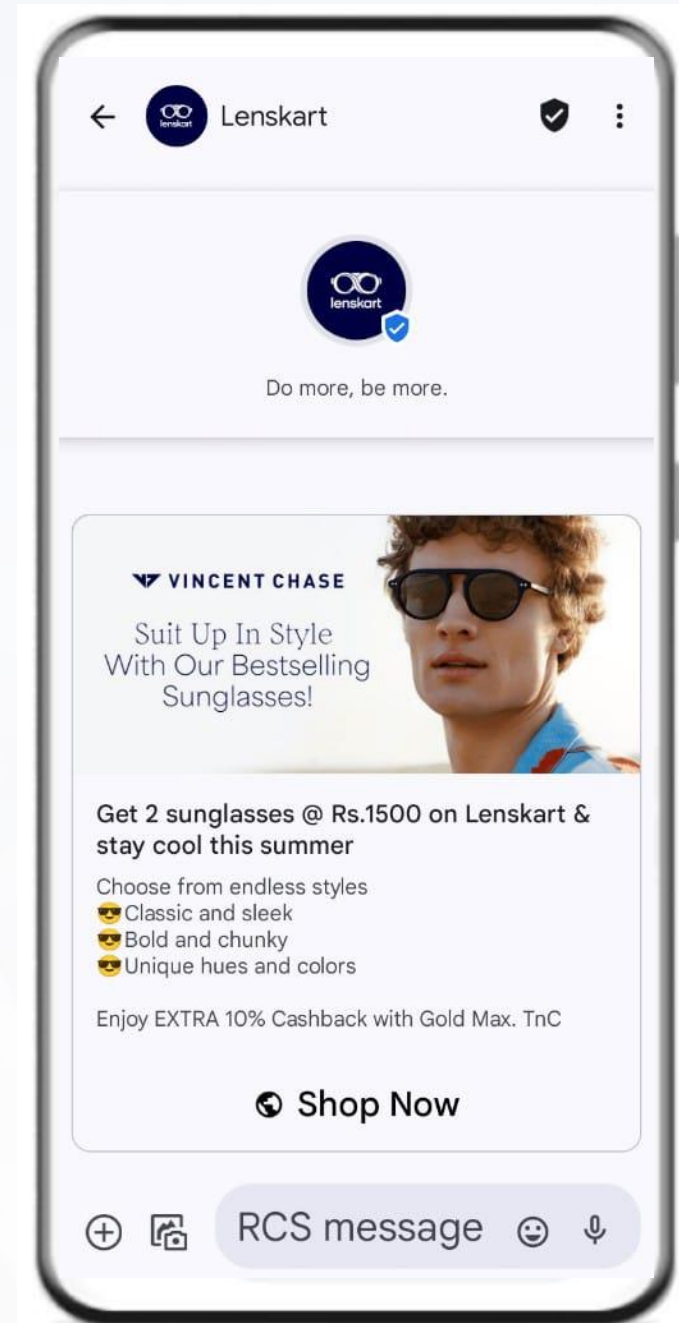 lenskart
Lenskart
lenskart
Do more, be more.
VINCENT CHASE
Suit Up In Style
With Our Bestselling
Sunglasses!
Get 2 sunglasses @ Rs.1500 on Lenskart &
stay cool this summer
Choose from endless styles
😎Classic and sleek
😎Bold and chunky
😎Unique hues and colors
Enjoy EXTRA 10% Cashback with Gold Max. TnC
Shop Now
RCS message